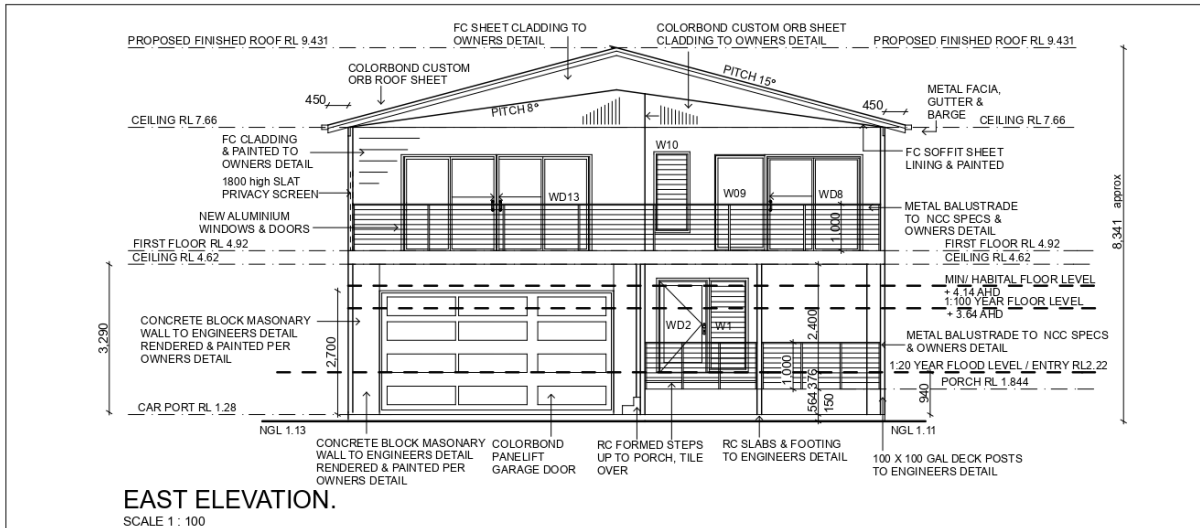 FC SHEET CLADDING TO
OWNERS DETAIL
COLORBOND CUSTOM ORB SHEET
CLADDING TO OWNERS DETAIL
PROPOSED FINISHED ROOF RL 9.431
PROPOSED FINISHED ROOF RL 9.431
COLORBOND CUSTOM
ORB ROOF SHEET
PITCH 15°
PITCH 8°
450
450
METAL FACIA,
GUTTER &
BARGE
CEILING RL 7.66
CEILING RL 7.66
FC CLADDING
& PAINTED TO
OWNERS DETAIL
W10
FC SOFFIT SHEET
LINING & PAINTED
1800 high SLAT
PRIVACY SCREEN
WD13
W09
WD8
METAL BALUSTRADE
TO NCC SPECS &
OWNERS DETAIL
1.000
8,341 approx
NEW ALUMINIUM
WINDOWS & DOORS
FIRST FLOOR RL 4.92
CEILING RL 4.62
FIRST FLOOR RL 4.92
CEILING RL 4.62
MIN/ HABITAL FLOOR LEVEL
+ 4.14 AHD
1:100 YEAR FLOOR LEVEL
+ 3.64 AHD
3,290
2,700
CONCRETE BLOCK MASONARY
WALL TO ENGINEERS DETAIL
RENDERED & PAINTED PER
OWNERS DETAIL
WD2
W1
2,400
METAL BALUSTRADE TO NCC SPECS
& OWNERS DETAIL
1:20 YEAR FLOOD LEVEL / ENTRY RL2.22
PORCH RL 1.844
1,000
564
376
150
940
CAR PORT RL 1.28
NGL 1.13
NGL 1.11
CONCRETE BLOCK MASONARY
WALL TO ENGINEERS DETAIL
RENDERED & PAINTED PER
OWNERS DETAIL
COLORBOND
PANELIFT
GARAGE DOOR
RC FORMED STEPS
UP TO PORCH, TILE
OVER
RC SLABS & FOOTING
TO ENGINEERS DETAIL
100 X 100 GAL DECK POSTS
TO ENGINEERS DETAIL
EAST ELEVATION.
SCALE 1 : 100